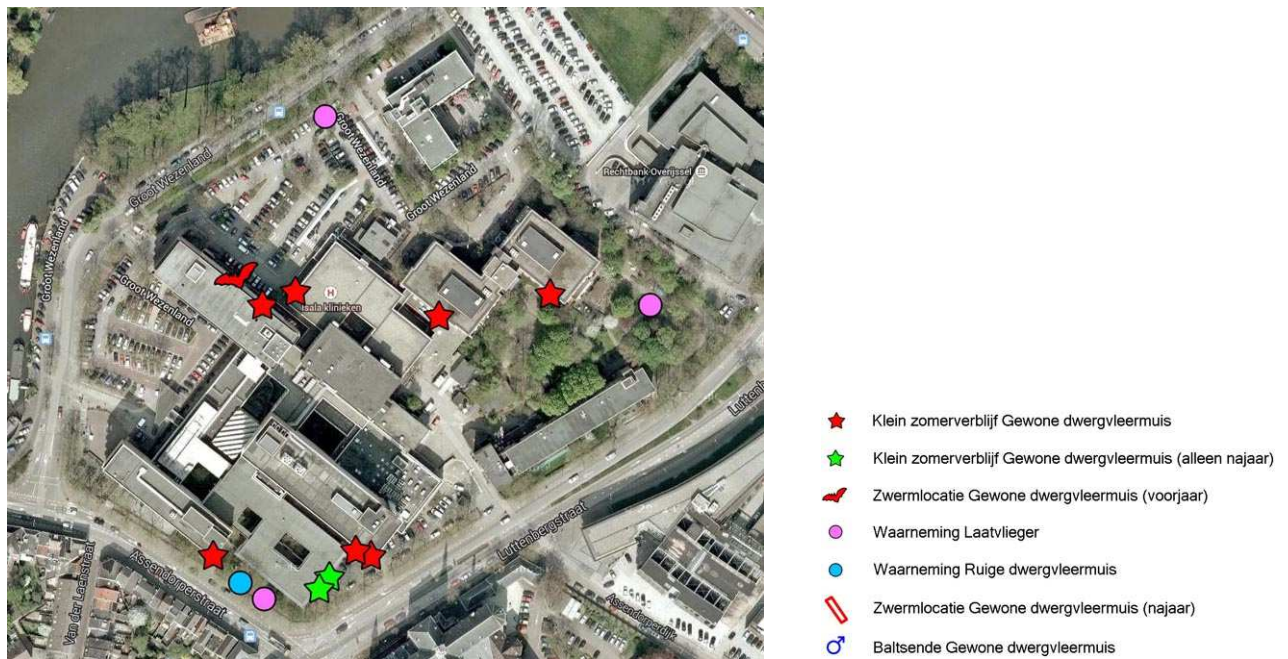 Groot Wezenland
Groot Wezenland
Groot Wezenland
Rechtbank Overijssel
Groot Wezenland
Groot Wezenland
H
Isala klinieken
Luttenbergstraat
Assendorperstraat
Van der Laenstraat
Assendorperdijk
Klein zomerverblijf Gewone dwergvleermuis
Klein zomerverblijf Gewone dwergvleermuis (alleen najaar)
Zwermlocatie Gewone dwergvleermuis (voorjaar)
Waarneming Laatvlieger
Waarneming Ruige dwergvleermuis
Zwermlocatie Gewone dwergvleermuis (najaar)
Baltsende Gewone dwergvleermuis